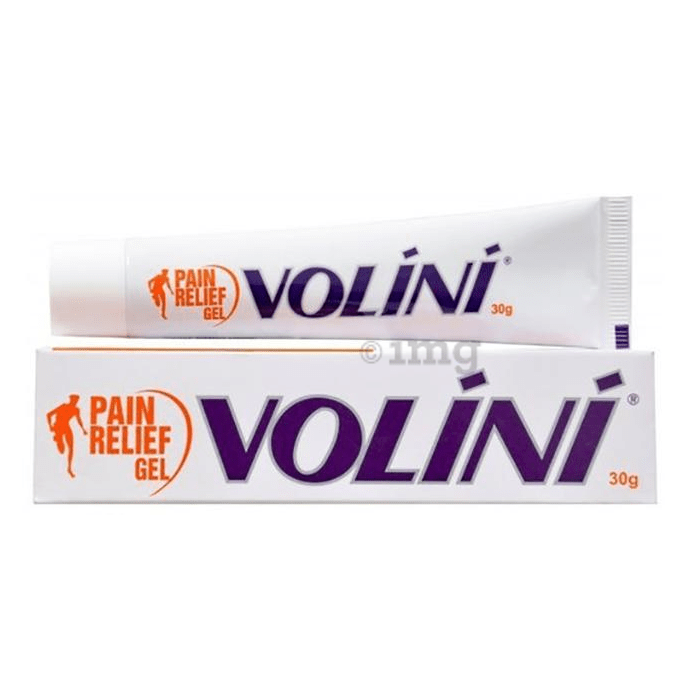 PAIN
RELIEF
GEL
VOLINI®
30g
© 1mg
PAIN
RELIEF
GEL
VOLINI®
30g